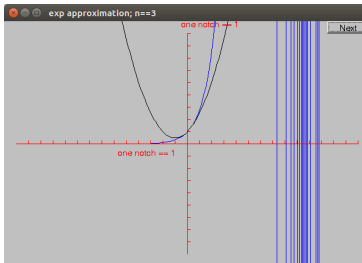 exp approximation; n==3
one notch == 1
Next
one notch == 1